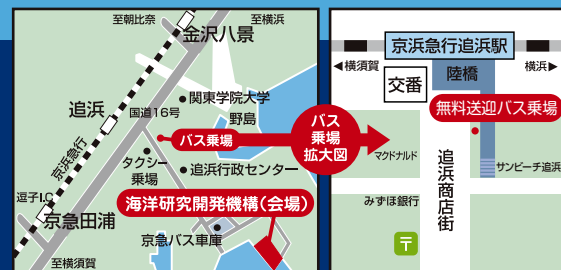 至朝比奈
至横浜
金沢八景
関東学院大学
野島
追浜
国道16号
京浜急行
バス乗場
バス
乗場
拡大図
タクシー
乗場
追浜行政センター
逗子I.C
海洋研究開発機構(会場)
京急田浦
京急バス車庫
至横須賀
京浜急行追浜駅
横須賀
横浜
陸橋
交番
無料送迎バス乗場
マクドナルド
追浜商店街
サンビーチ追浜
みずほ銀行
〒